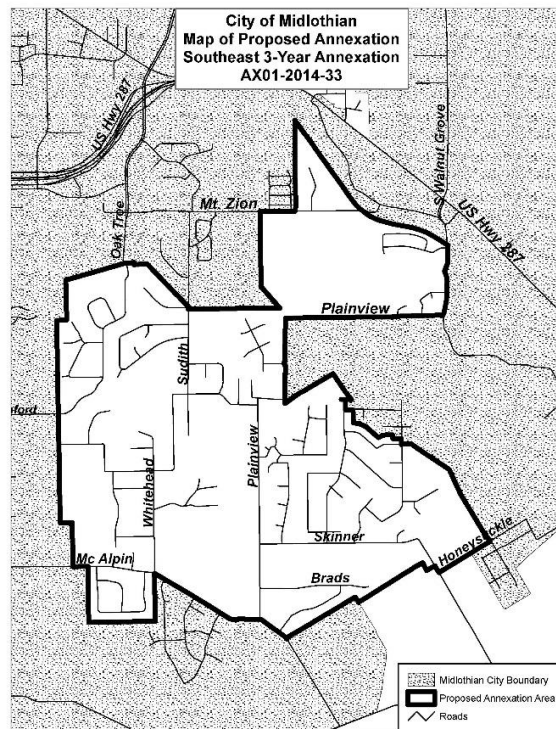 City of Midlothian
Map of Proposed Annexation
Southeast 3-Year Annexation
AX01-2014-33
US Hwy 287
S Walnut Grove
Mt. Zion
US Hwy 287
Oak Tree
Plainview
Sudith
Plainview
Whitehead
Skinner
Honeysuckle
Mc Alpin
Brads
Midlothian City Boundary
Proposed Annexation Area
Roads